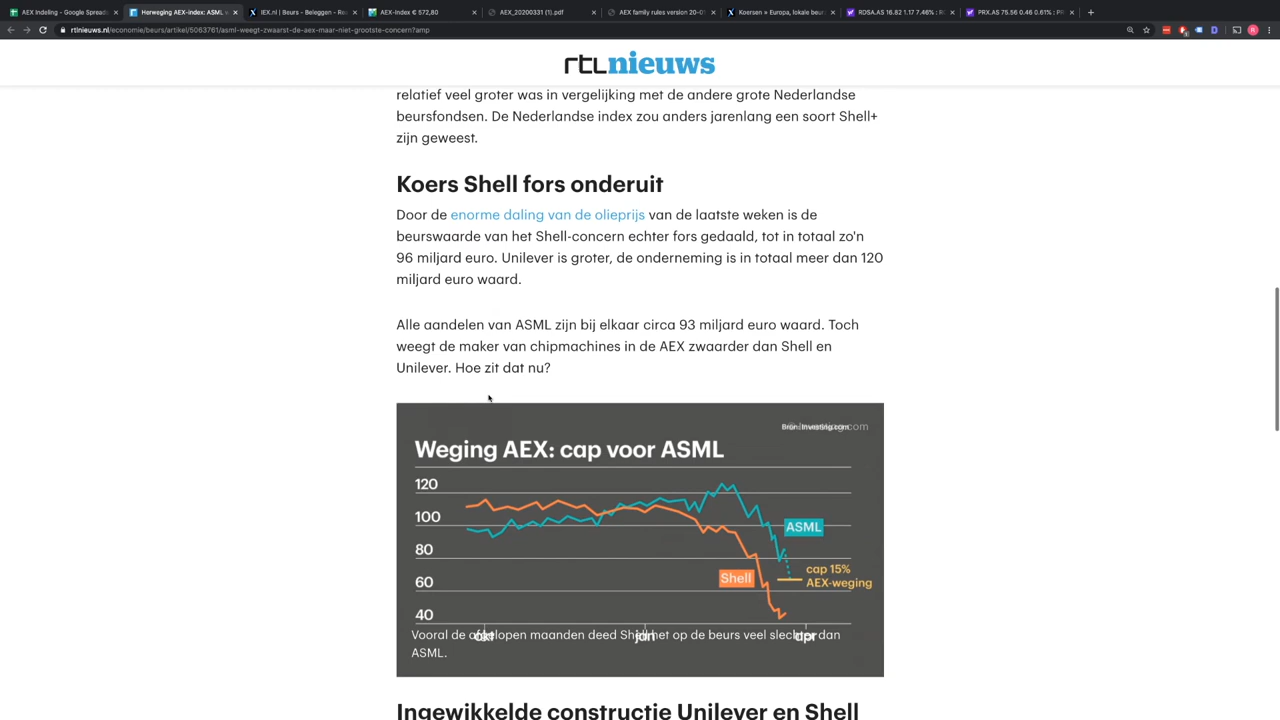 AEX Indeling - Google Spreads
Herweging AEX-index: ASML
IEX.nl | Beurs - Beleggen - Re
AEX-Index € 572,80
AEX_20200331 (1).pdf
AEX family rules version 20-0
Koersen » Europa, lokale beur
RDSA.AS 16.82 1.17 7.46% : R
PRX.AS 75.56 0.46 0.61% : PR
rtlnieuws.nl/economie/beurs/artikel/5063761/asml-weegt-zwaarst-de-aex-maar-niet-grootste-concern?amp
rtlnieuws
relatief veel groter was in vergelijking met de andere grote Nederlandse
beursfondsen. De Nederlandse index zou anders jarenlang een soort Shell+
zijn geweest.
Koers Shell fors onderuit
Door de enorme daling van de olieprijs van de laatste weken is de
beurswaarde van het Shell-concern echter fors gedaald, tot in totaal zo'n
96 miljard euro. Unilever is groter, de onderneming is in totaal meer dan 120
miljard euro waard.
Alle aandelen van ASML zijn bij elkaar circa 93 miljard euro waard. Toch
weegt de maker van chipmachines in de AEX zwaarder dan Shell en
Unilever. Hoe zit dat nu?
Weging AEX: cap voor ASML
120
100
80
60
40
ASML
Shell
cap 15%
AEX-weging
okt
jan
apr
Vooral de afgelopen maanden deed Shell het op de beurs veel slechter dan
ASML.
Ingewikkelde constructie Unilever en Shell